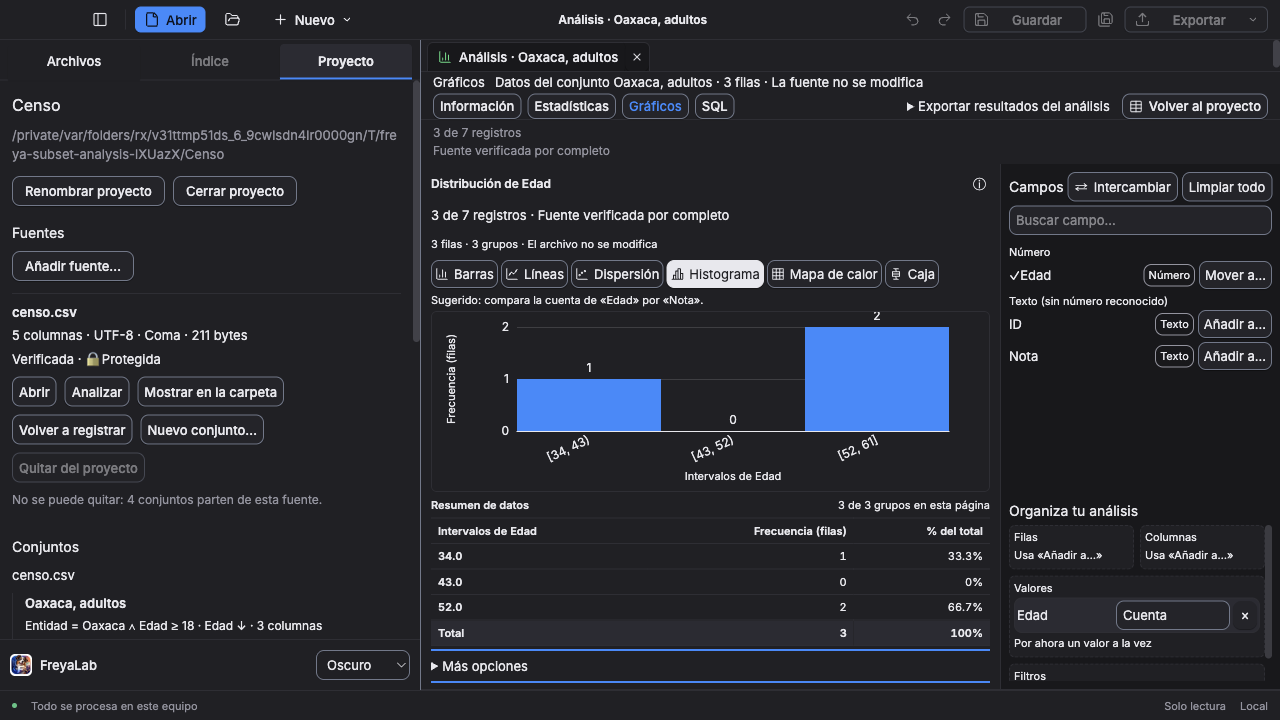 Abrir
Nuevo
Análisis · Oaxaca, adultos
Guardar
Exportar
Archivos
Índice
Proyecto
Censo
/private/var/folders/rx/v31ttmp51ds_6_9cwlsdn4lr0000gn/T/fre
ya-subset-analysis-lXUazX/Censo
Renombrar proyecto
Cerrar proyecto
Fuentes
Añadir fuente...
censo.csv
5 columnas · UTF-8 · Coma · 211 bytes
Verificada · 🔒Protegida
Abrir
Analizar
Mostrar en la carpeta
Volver a registrar
Nuevo conjunto...
Quitar del proyecto
No se puede quitar: 4 conjuntos parten de esta fuente.
Conjuntos
censo.csv
Oaxaca, adultos
Entidad = Oaxaca ∧ Edad ≥ 18 · Edad ↓ · 3 columnas
FreyaLab
Oscuro
Análisis · Oaxaca, adultos ×
Gráficos Datos del conjunto Oaxaca, adultos · 3 filas · La fuente no se modifica
Información
Estadísticas
Gráficos
SQL
▶ Exportar resultados del análisis
Volver al proyecto
3 de 7 registros
Fuente verificada por completo
Distribución de Edad
3 de 7 registros · Fuente verificada por completo
3 filas · 3 grupos · El archivo no se modifica
Barras
Líneas
Dispersión
Histograma
Mapa de calor
Caja
Sugerido: compara la cuenta de «Edad» por «Nota».
Frecuencia (filas)
2
1
0
1
0
2
[34, 43)
[43, 52)
[52, 61]
Intervalos de Edad
Resumen de datos
3 de 3 grupos en esta página
Intervalos de Edad Frecuencia (filas) % del total
34.0 1 33.3%
43.0 0 0%
52.0 2 66.7%
Total 3 100%
▶ Más opciones
Campos
Intercambiar
Limpiar todo
Buscar campo...
Número
✓Edad Número Mover a...
Texto (sin número reconocido)
ID Texto Añadir a...
Nota Texto Añadir a...
Organiza tu análisis
Filas
Usa «Añadir a...»
Columnas
Usa «Añadir a...»
Valores
Edad Cuenta ×
Por ahora un valor a la vez
Filtros
Todo se procesa en este equipo
Solo lectura
Local